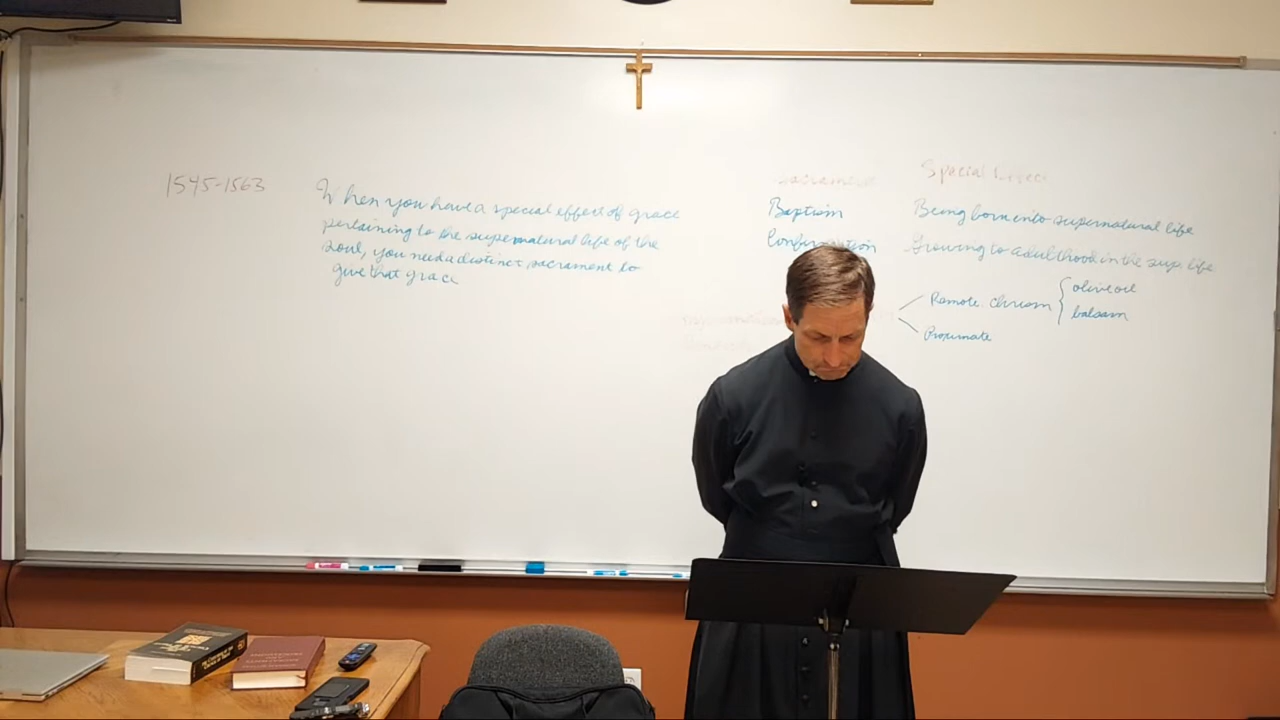 1545-1563
When you have a special effect of grace
pertaining to the supernatural life of the
soul, you need a distinct sacrament to
give that grace
Sacrament
Special
Baptism
Being born into supernatural life
Confirmation
Growing to adulthood in the sup. life
Remote. chrism
olive oil
balsam
Proximate